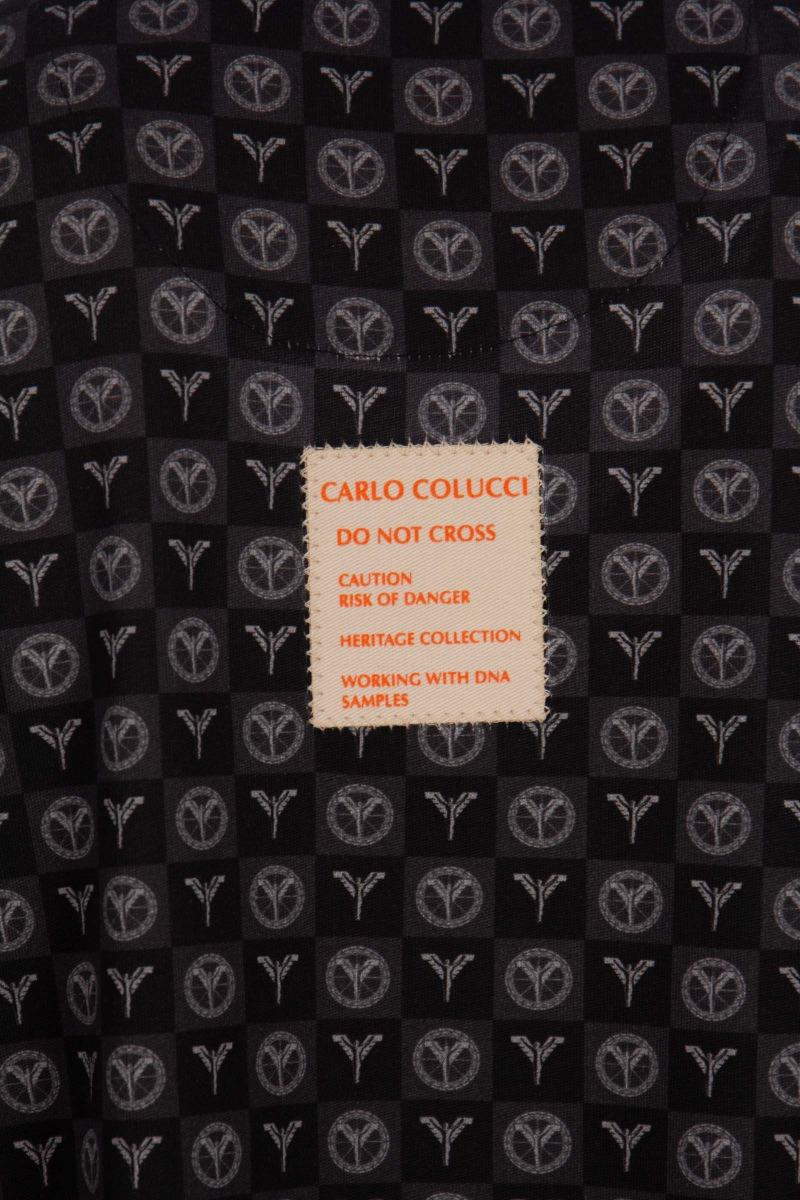 CARLO COLUCCI
DO NOT CROSS
CAUTION
RISK OF DANGER
HERITAGE COLLECTION
WORKING WITH DNA
SAMPLES